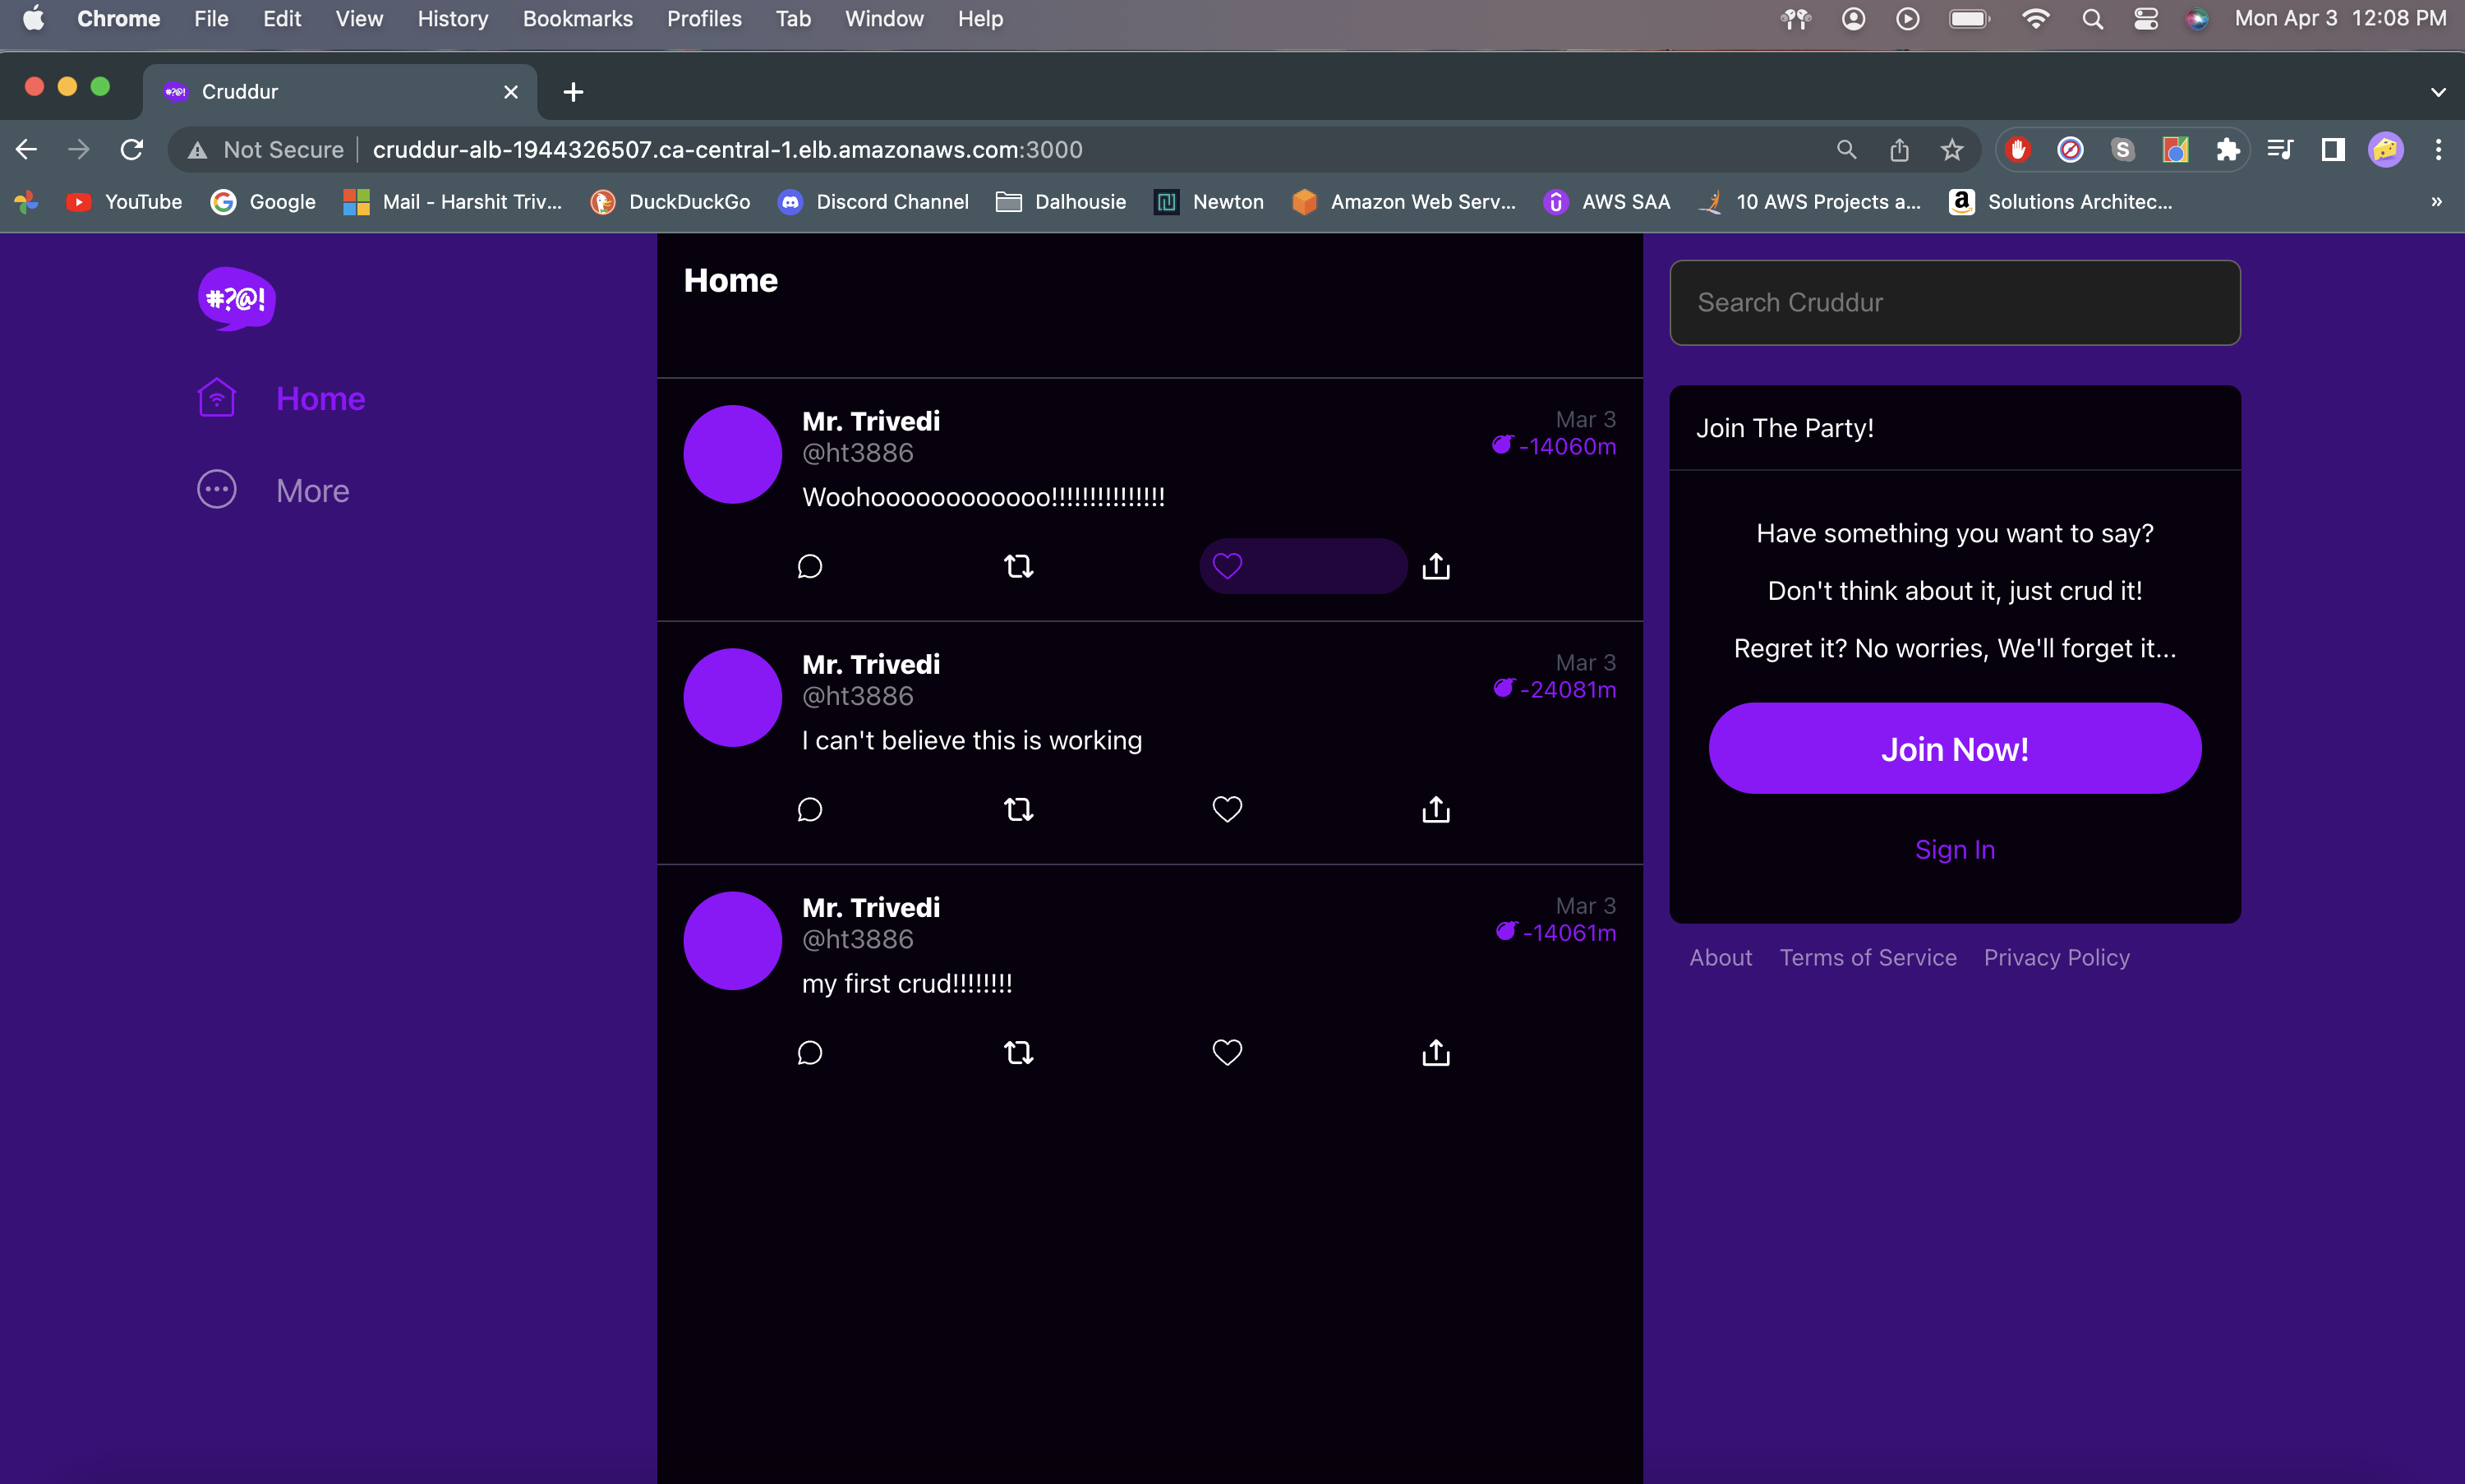 Chrome File Edit View History Bookmarks Profiles Tab Window Help Mon Apr 3 12:08 PM
#?@! Cruddur
Not Secure cruddur-alb-1944326507.ca-central-1.elb.amazonaws.com:3000
YouTube Google Mail - Harshit Triv... DuckDuckGo Discord Channel Dalhousie Newton Amazon Web Serv... AWS SAA 10 AWS Projects a... Solutions Architec... »
#?@!
Home
More
Home
Mr. Trivedi Mar 3
@ht3886 -14060m
Woohoooooooooooo!!!!!!!!!!!!!!!
Mr. Trivedi Mar 3
@ht3886 -24081m
I can't believe this is working
Mr. Trivedi Mar 3
@ht3886 -14061m
my first crud!!!!!!!!
Search Cruddur
Join The Party!
Have something you want to say?
Don't think about it, just crud it!
Regret it? No worries, We'll forget it...
Join Now!
Sign In
About Terms of Service Privacy Policy